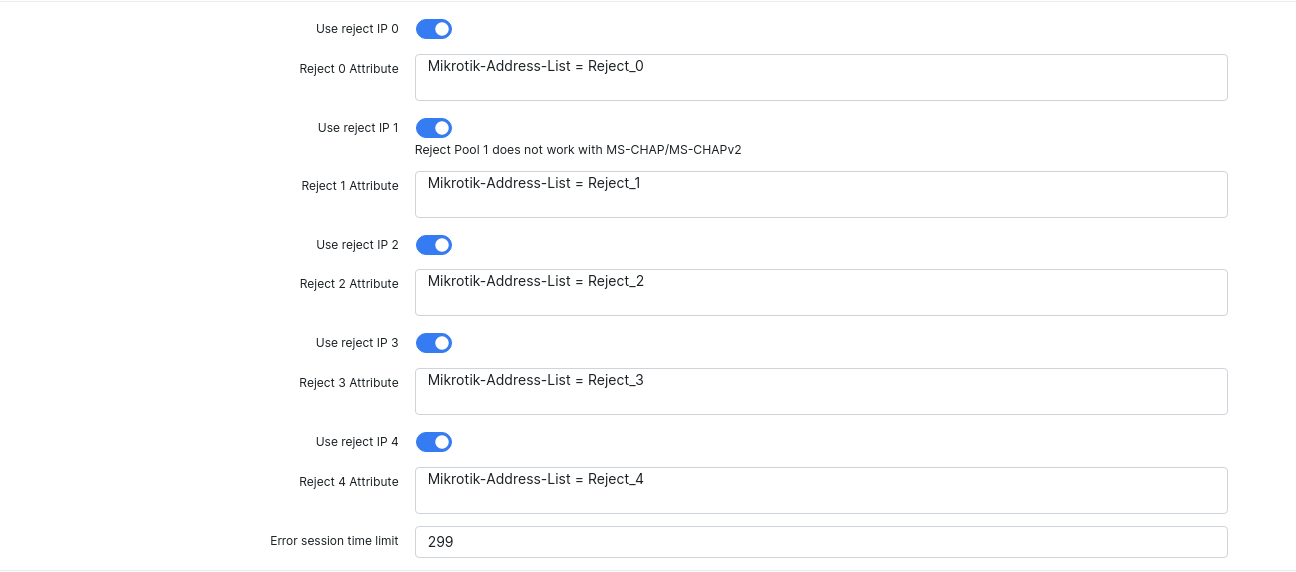 Use reject IP 0
Reject 0 Attribute
Mikrotik-Address-List = Reject_0
Use reject IP 1
Reject Pool 1 does not work with MS-CHAP/MS-CHAPv2
Reject 1 Attribute
Mikrotik-Address-List = Reject_1
Use reject IP 2
Reject 2 Attribute
Mikrotik-Address-List = Reject_2
Use reject IP 3
Reject 3 Attribute
Mikrotik-Address-List = Reject_3
Use reject IP 4
Reject 4 Attribute
Mikrotik-Address-List = Reject_4
Error session time limit
299